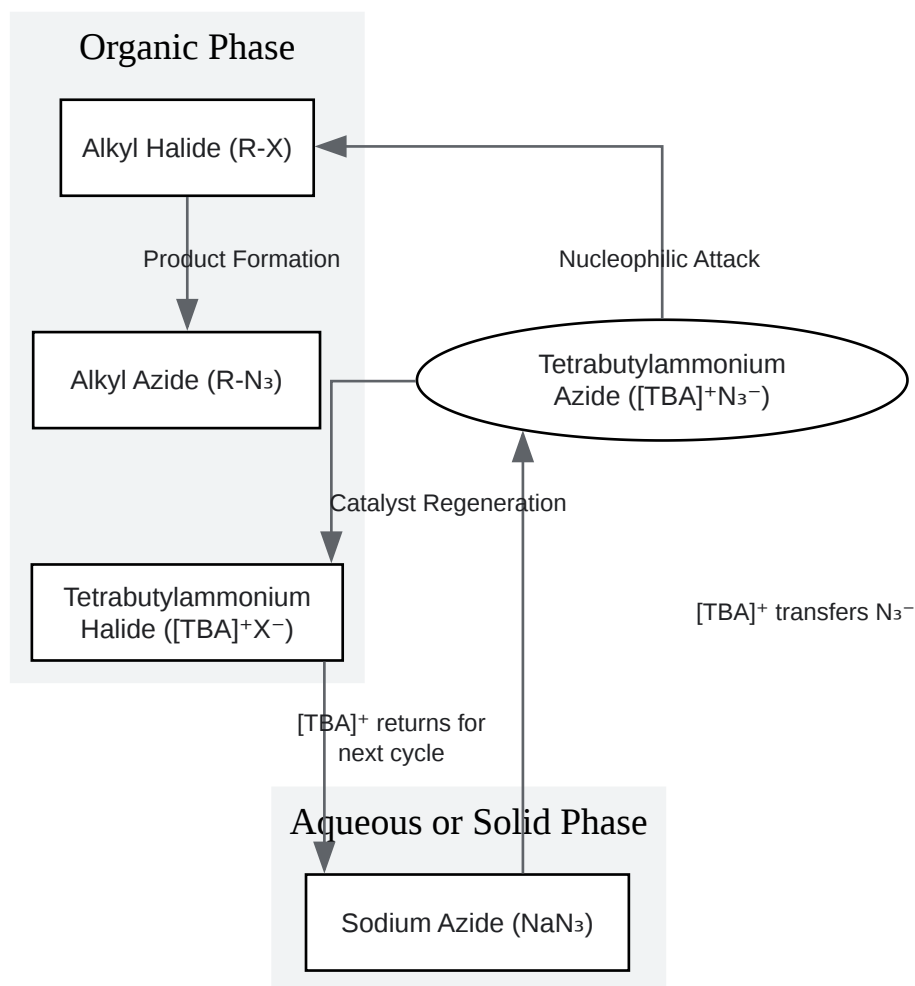 Organic Phase
Alkyl Halide (R-X)
Product Formation
Nucleophilic Attack
Alkyl Azide (R-N₃)
Tetrabutylammonium
Azide ([TBA]⁺N₃⁻)
Catalyst Regeneration
Tetrabutylammonium
Halide ([TBA]⁺X⁻)
[TBA]⁺ transfers N₃⁻
[TBA]⁺ returns for
next cycle
Aqueous or Solid Phase
Sodium Azide (NaN₃)